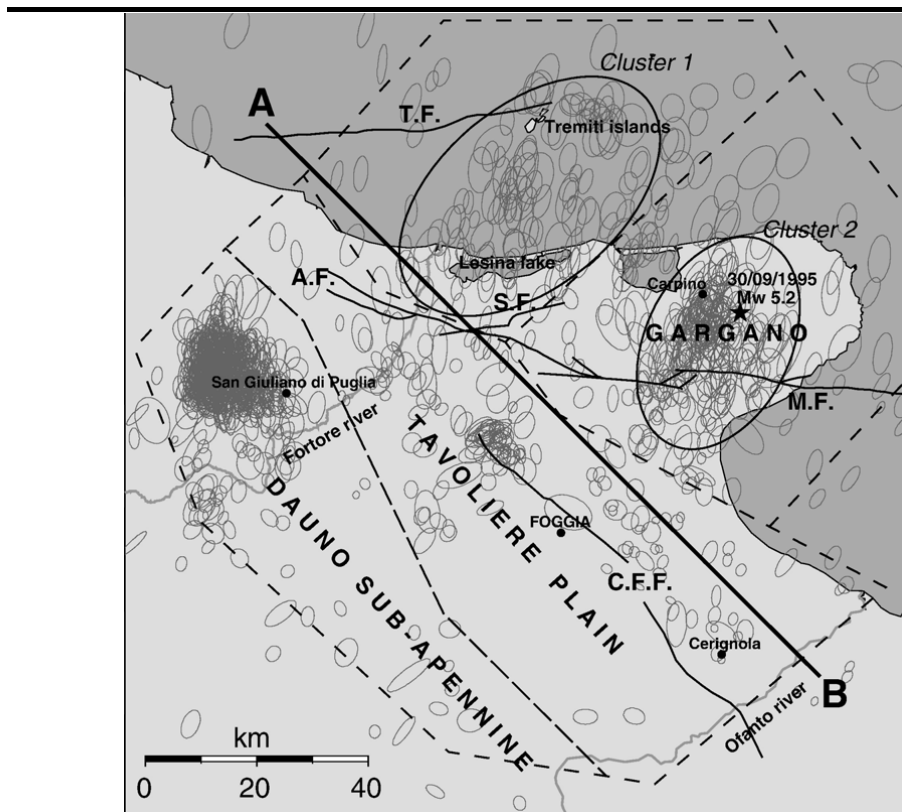 Cluster 1
A
T.F.
Tremiti islands
Cluster 2
Lesina lake
A.F.
S.F.
Carpino
30/09/1995
Mw 5.2
GARGANO
San Giuliano di Puglia
M.F.
Fortore river
TAVOLIERE PLAIN
DAUNO SUB-APENNINE
FOGGIA
C.F.F.
Cerignola
B
Ofanto river
km
0 20 40